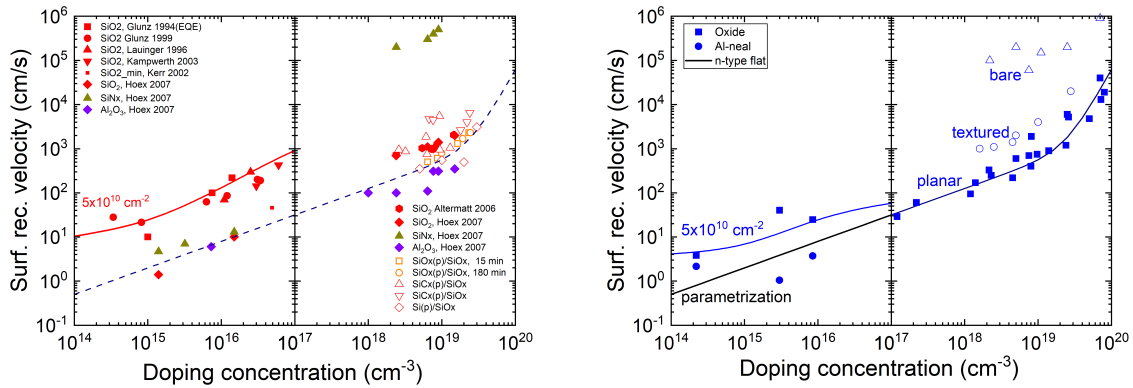 Surf. rec. velocity (cm/s)
10^6
10^5
10^4
10^3
10^2
10^1
10^0
10^-1
SiO2, Glunz 1994(EQE)
SiO2 Glunz 1999
SiO2, Lauinger 1996
SiO2, Kampwerth 2003
SiO2_min, Kerr 2002
SiO₂, Hoex 2007
SiNx, Hoex 2007
Al₂O₃, Hoex 2007
5x10^10 cm^-2
SiO₂ Altermatt 2006
SiO₂, Hoex 2007
SiNx, Hoex 2007
Al₂O₃, Hoex 2007
SiOx(p)/SiOx, 15 min
SiOx(p)/SiOx, 180 min
SiCx(p)/SiOx
SiCx(p)/SiOx
Si(p)/SiOx
10^14 10^15 10^16 10^17 10^18 10^19 10^20
Doping concentration (cm^-3)
Surf. rec. velocity (cm/s)
10^6
10^5
10^4
10^3
10^2
10^1
10^0
10^-1
Oxide
Al-neal
n-type flat
bare
textured
planar
5x10^10 cm^-2
parametrization
10^14 10^15 10^16 10^17 10^18 10^19 10^20
Doping concentration (cm^-3)